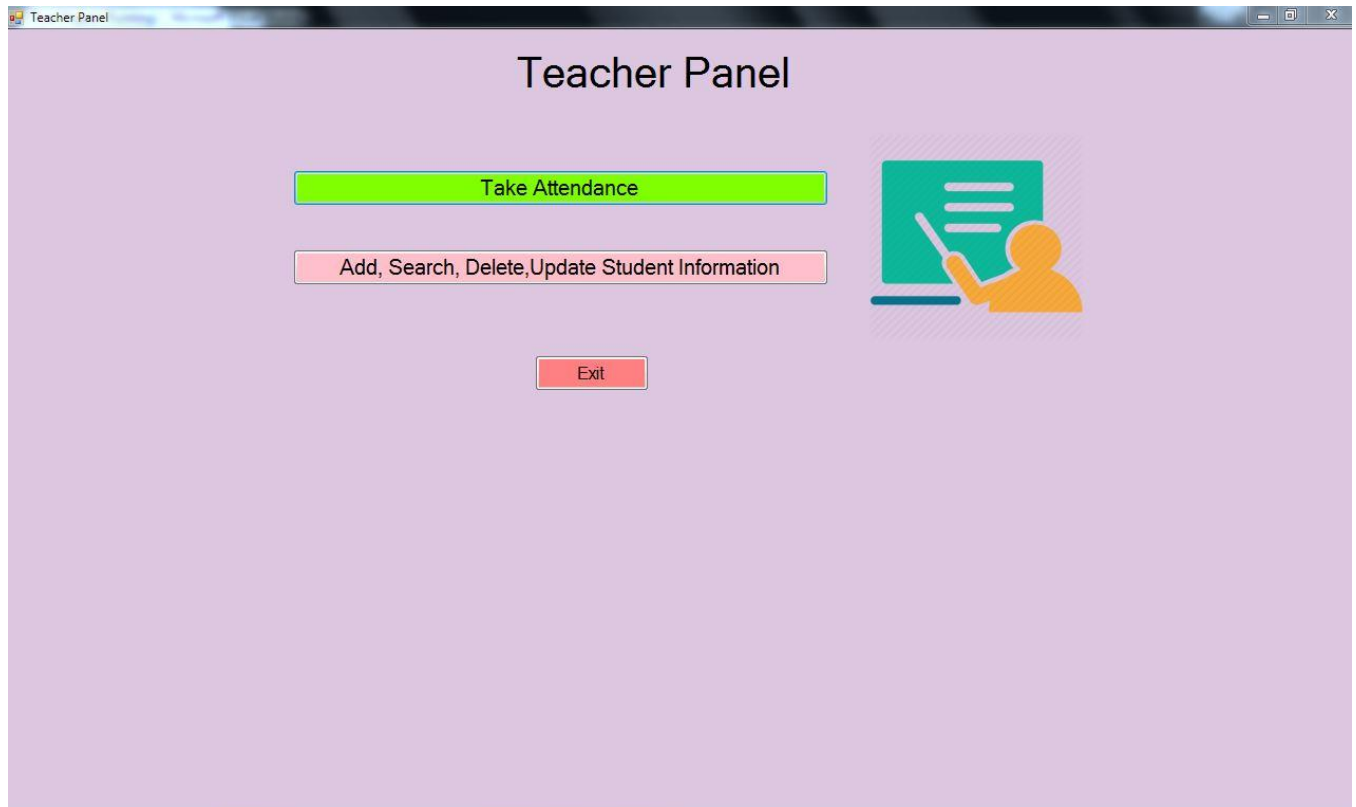 Teacher Panel
Teacher Panel
Take Attendance
Add, Search, Delete,Update Student Information
Exit